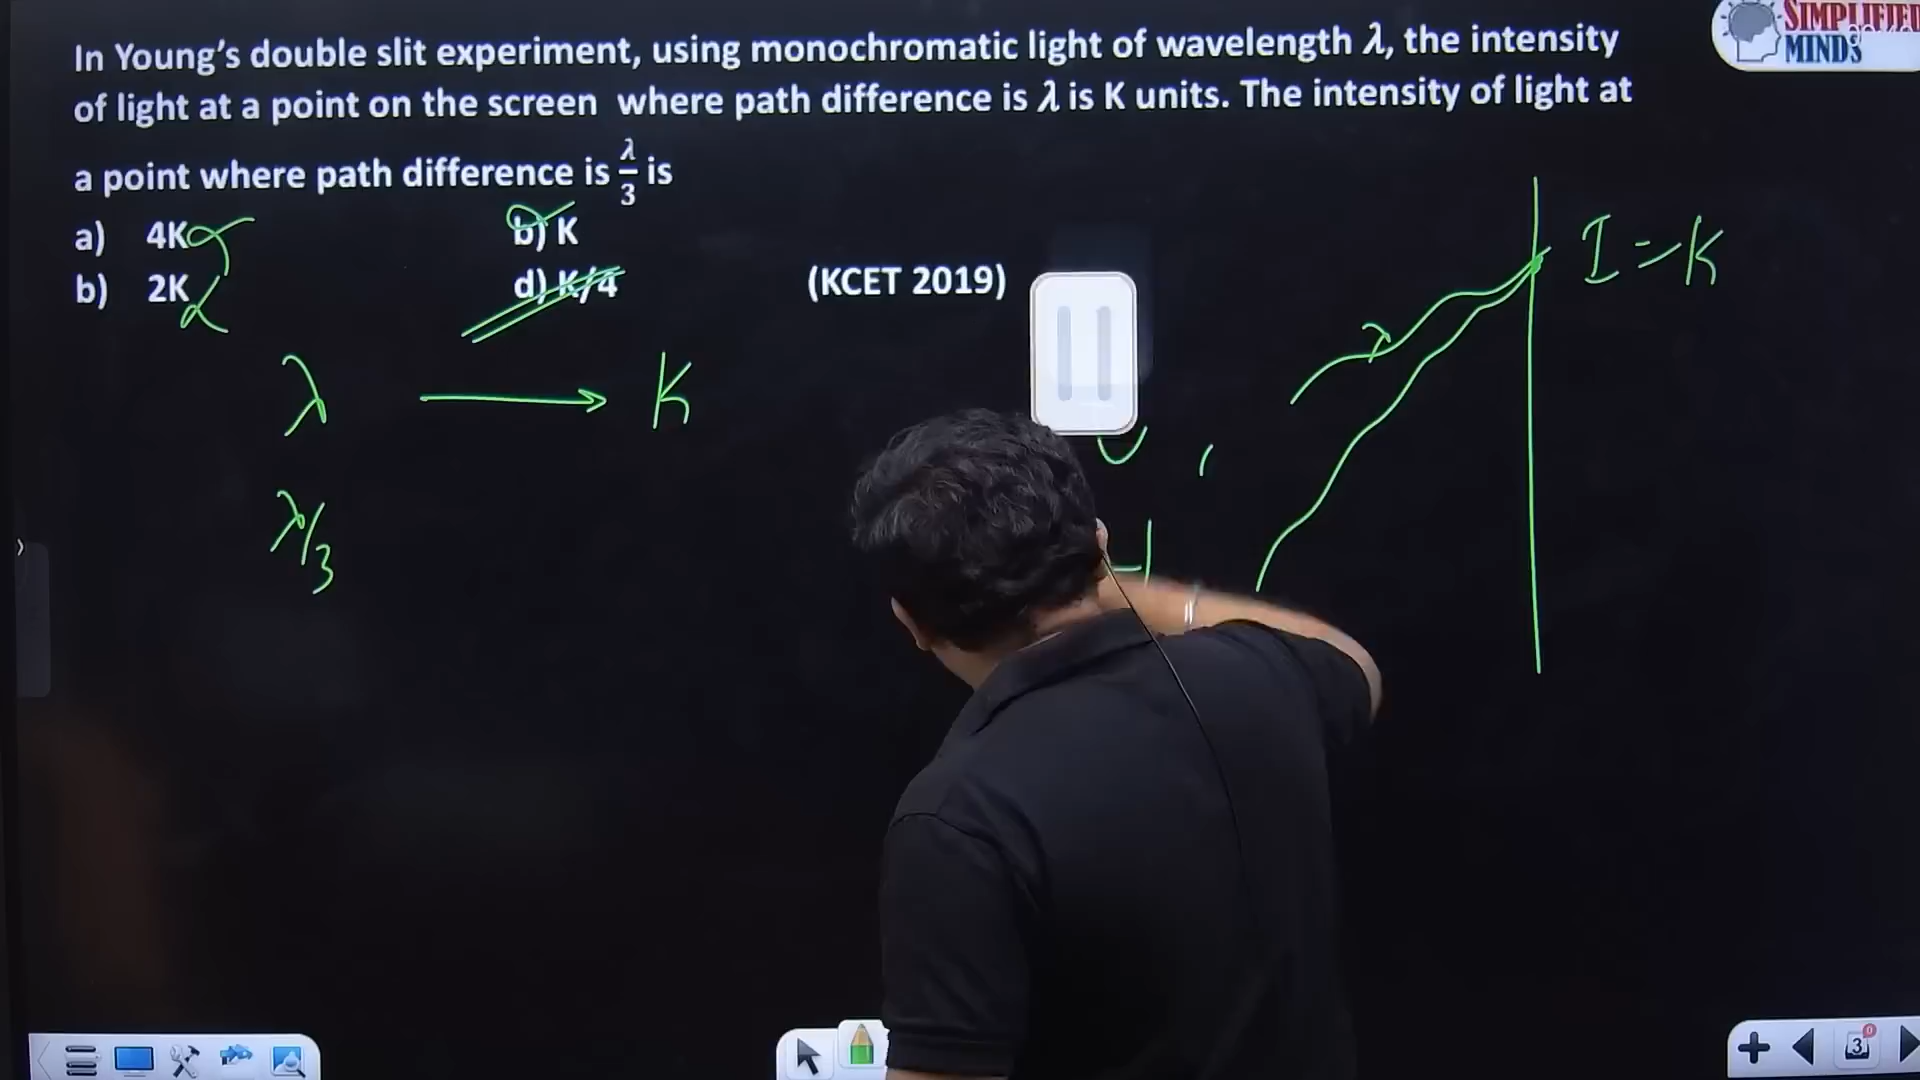 In Young's double slit experiment, using monochromatic light of wavelength λ, the intensity
of light at a point on the screen where path difference is λ is K units. The intensity of light at
a point where path difference is λ/3 is
a) 4K b) K
b) 2K d) K/4 (KCET 2019)
SIMPLIFIED
MINDS
I = K
λ
λ → K
λ/3
3
0